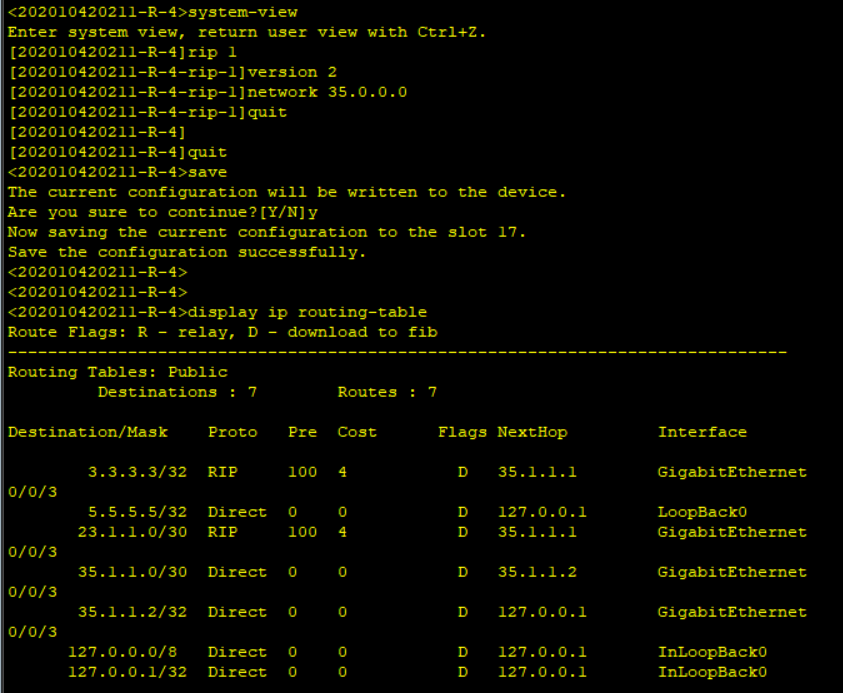 <202010420211-R-4>system-view
Enter system view, return user view with Ctrl+Z.
[202010420211-R-4]rip 1
[202010420211-R-4-rip-1]version 2
[202010420211-R-4-rip-1]network 35.0.0.0
[202010420211-R-4-rip-1]quit
[202010420211-R-4]
[202010420211-R-4]quit
<202010420211-R-4>save
The current configuration will be written to the device.
Are you sure to continue?[Y/N]y
Now saving the current configuration to the slot 17.
Save the configuration successfully.
<202010420211-R-4>
<202010420211-R-4>
<202010420211-R-4>display ip routing-table
Route Flags: R - relay, D - download to fib
------------------------------------------------------------------------------
Routing Tables: Public
         Destinations : 7        Routes : 7

Destination/Mask    Proto   Pre  Cost      Flags NextHop         Interface

        3.3.3.3/32  RIP     100  4           D   35.1.1.1        GigabitEthernet
0/0/3
        5.5.5.5/32  Direct  0    0           D   127.0.0.1       LoopBack0
       23.1.1.0/30  RIP     100  4           D   35.1.1.1        GigabitEthernet
0/0/3
       35.1.1.0/30  Direct  0    0           D   35.1.1.2        GigabitEthernet
0/0/3
       35.1.1.2/32  Direct  0    0           D   127.0.0.1       GigabitEthernet
0/0/3
      127.0.0.0/8   Direct  0    0           D   127.0.0.1       InLoopBack0
      127.0.0.1/32  Direct  0    0           D   127.0.0.1       InLoopBack0